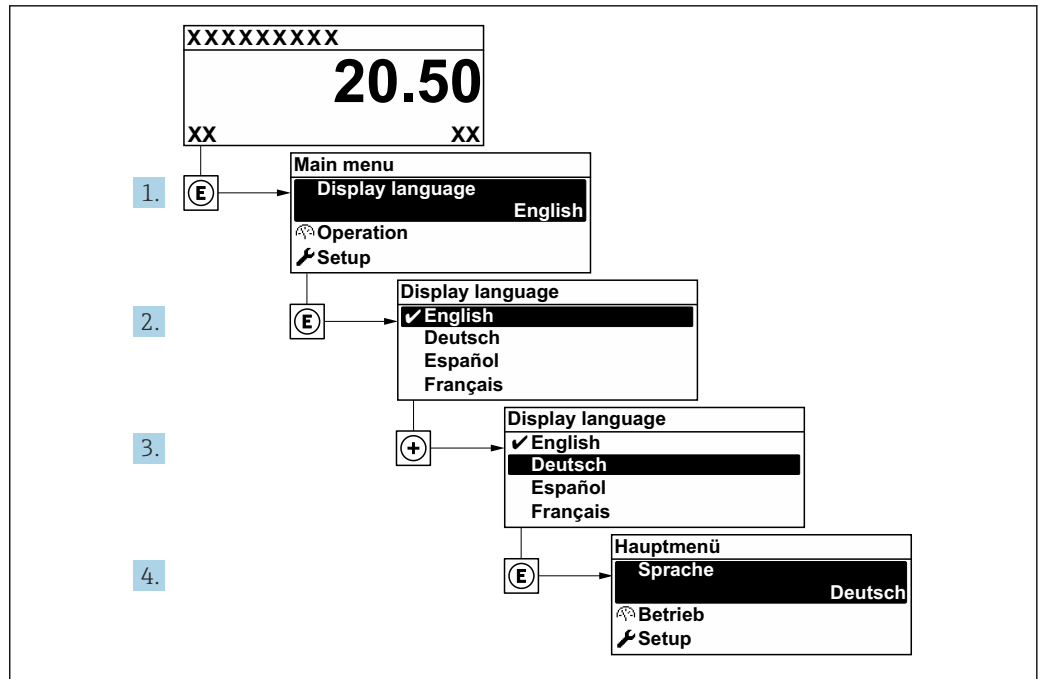 XXXXXXXXX
20.50
XX XX
Main menu
1. E Display language
English
Operation
Setup
Display language
2. E ✔English
Deutsch
Español
Français
Display language
3. + ✔English
Deutsch
Español
Français
Hauptmenü
4. E Sprache
Deutsch
Betrieb
Setup